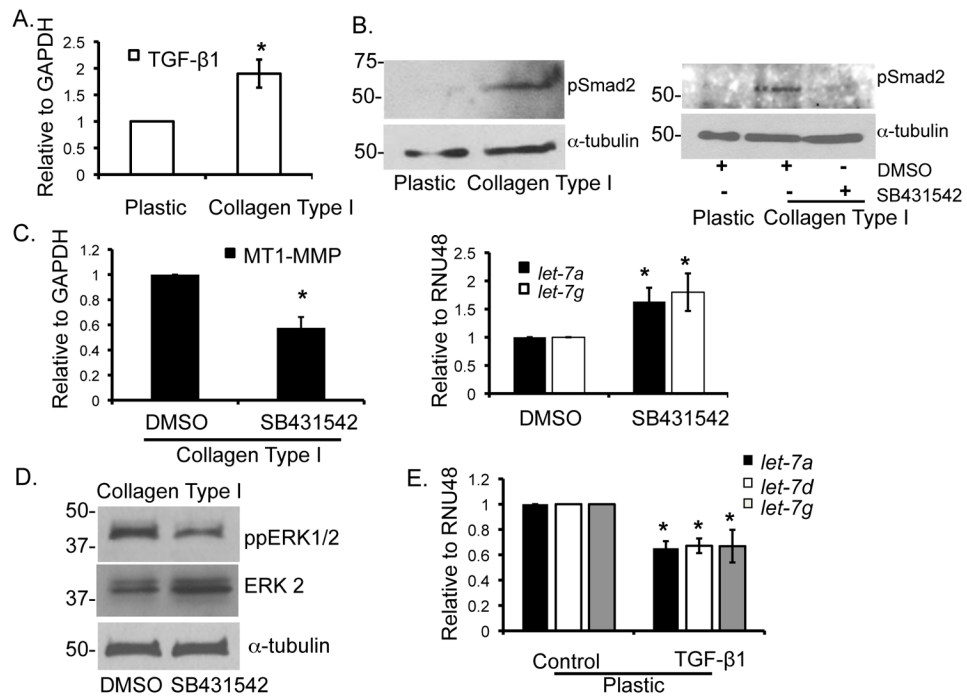 A.
Relative to GAPDH
2.5
2
1.5
1
0.5
0
TGF-β1
*
Plastic
Collagen Type I
B.
75-
50-
pSmad2
50-
α-tubulin
Plastic Collagen Type I
50-
pSmad2
50-
α-tubulin
+ + - DMSO
- - + SB431542
Plastic Collagen Type I
C.
Relative to GAPDH
1.2
1
0.8
0.6
0.4
0.2
0
MT1-MMP
*
DMSO SB431542
Collagen Type I
Relative to RNU48
2.5
2
1.5
1
0.5
0
let-7a
let-7g
* *
DMSO SB431542
D.
Collagen Type I
50-
37-
ppERK1/2
37-
ERK 2
50-
α-tubulin
DMSO SB431542
E.
Relative to RNU48
1.2
1
0.8
0.6
0.4
0.2
0
let-7a
let-7d
let-7g
* * *
Control TGF-β1
Plastic